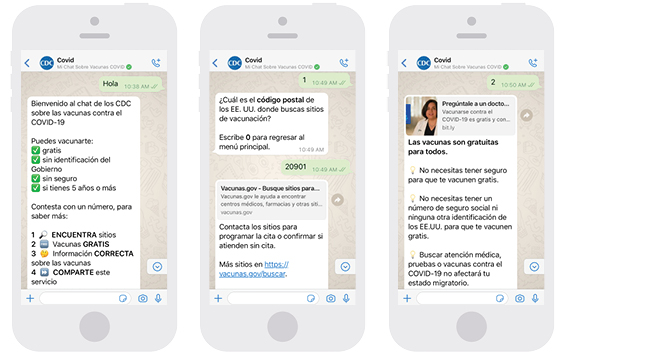 CDC
Covid
Mi Chat Sobre Vacunas COVID
Hola
10:38 AM
Bienvenido al chat de los CDC
sobre las vacunas contra el
COVID-19
Puedes vacunarte:
gratis
sin identificación del
Gobierno
sin seguro
si tienes 5 años o más
Contesta con un número, para
saber más:
1 ENCUENTRA sitios
2 Vacunas GRATIS
3 Información CORRECTA
sobre las vacunas
4 COMPARTE este
servicio
CDC
Covid
Mi Chat Sobre Vacunas COVID
1
10:49 AM
¿Cuál es el código postal de
los EE. UU. donde buscas sitios
de vacunación?
Escribe 0 para regresar al
menú principal.
10:49 AM
20901
10:49 AM
Vacunas.gov - Busque sitios para...
Vacunas.gov le ayuda a encontrar
centros médicos, farmacias y otras siti...
vacunas.gov
Contacta los sitios para
programar la cita o confirmar si
atienden sin cita.
Más sitios en https://
vacunas.gov/buscar.
CDC
Covid
Mi Chat Sobre Vacunas COVID
2
10:50 AM
Pregúntale a un docto...
Vacunarse contra el
COVID-19 es gratis y con...
bit.ly
Las vacunas son gratuitas
para todos.
No necesitas tener seguro
para que te vacunen gratis.
No necesitas tener un
número de seguro social ni
ninguna otra identificación de
los EE.UU. para que te vacunen
gratis.
Buscar atención médica,
pruebas o vacunas contra el
COVID-19 no afectará tu
estado migratorio.